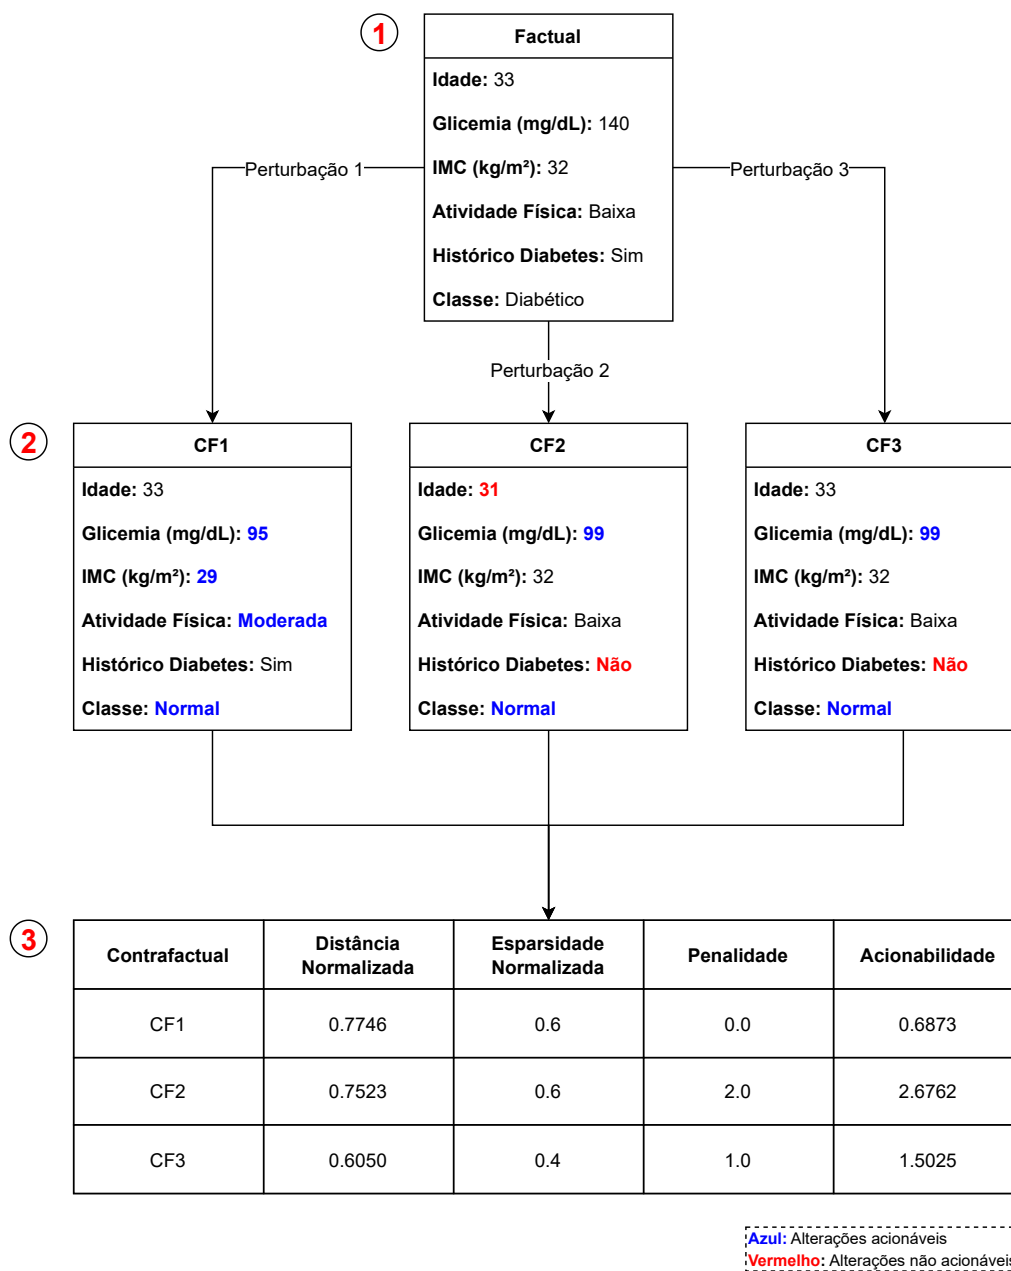 1
Factual
Idade: 33
Glicemia (mg/dL): 140
IMC (kg/m²): 32
Atividade Física: Baixa
Histórico Diabetes: Sim
Classe: Diabético
Perturbação 1
Perturbação 3
Perturbação 2
2
CF1
Idade: 33
Glicemia (mg/dL): 95
IMC (kg/m²): 29
Atividade Física: Moderada
Histórico Diabetes: Sim
Classe: Normal
CF2
Idade: 31
Glicemia (mg/dL): 99
IMC (kg/m²): 32
Atividade Física: Baixa
Histórico Diabetes: Não
Classe: Normal
CF3
Idade: 33
Glicemia (mg/dL): 99
IMC (kg/m²): 32
Atividade Física: Baixa
Histórico Diabetes: Não
Classe: Normal
3
Contrafactual
Distância
Normalizada
Esparsidade
Normalizada
Penalidade
Acionabilidade
CF1
0.7746
0.6
0.0
0.6873
CF2
0.7523
0.6
2.0
2.6762
CF3
0.6050
0.4
1.0
1.5025
Azul: Alterações acionáveis
Vermelho: Alterações não acionáveis